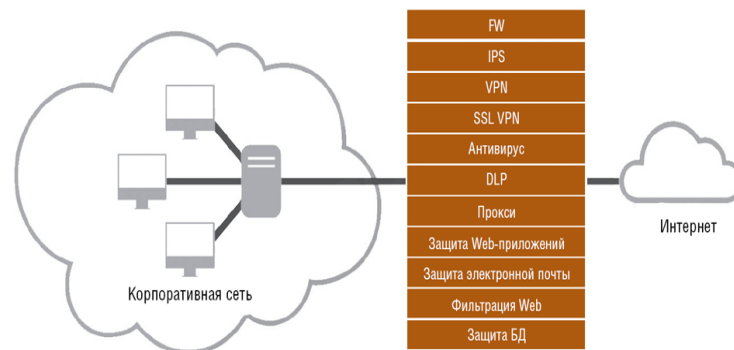 FW
IPS
VPN
SSL VPN
Антивирус
DLP
Прокси
Защита Web-приложений
Защита электронной почты
Фильтрация Web
Защита БД
Корпоративная сеть
Интернет